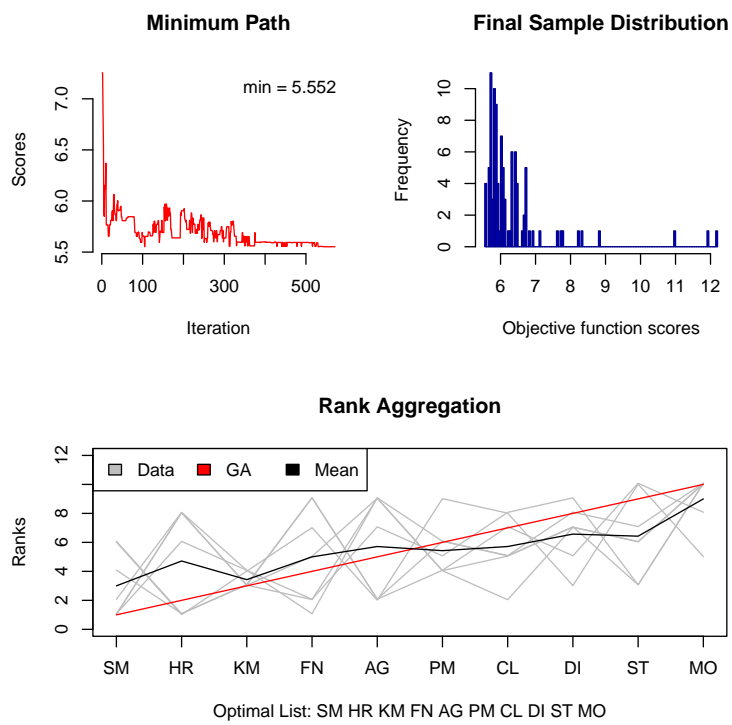 Minimum Path
min = 5.552
Scores
7.0
6.5
6.0
5.5
0 100 300 500
Iteration
Final Sample Distribution
Frequency
10
8
6
4
2
0
6 7 8 9 10 11 12
Objective function scores
Rank Aggregation
Data GA Mean
Ranks
12
8
6
4
2
0
SM HR KM FN AG PM CL DI ST MO
Optimal List: SM HR KM FN AG PM CL DI ST MO